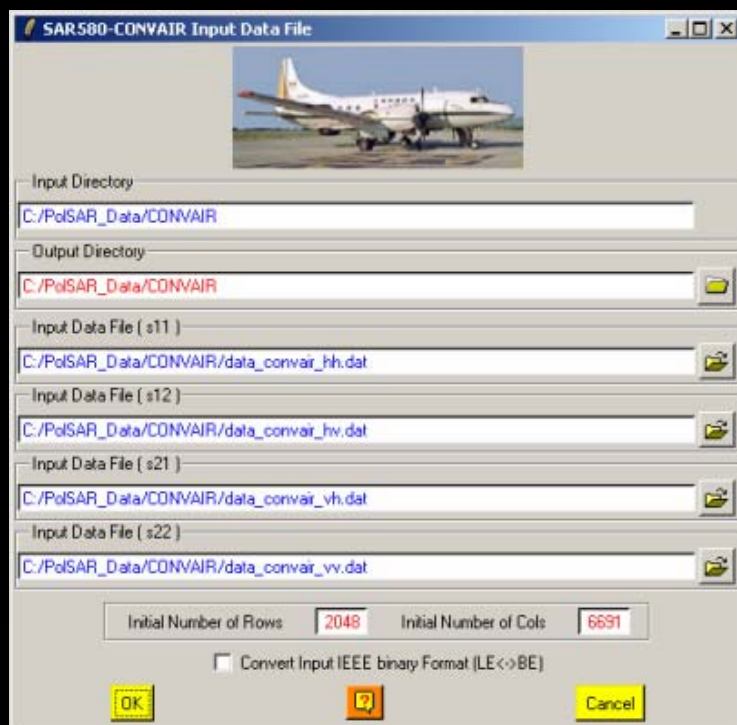 SAR580-CONVAIR Input Data File
Input Directory
C:/PolSAR_Data/CONVAIR
Output Directory
C:/PolSAR_Data/CONVAIR
Input Data File ( s11 )
C:/PolSAR_Data/CONVAIR/data_convair_hh.dat
Input Data File ( s12 )
C:/PolSAR_Data/CONVAIR/data_convair_hv.dat
Input Data File ( s21 )
C:/PolSAR_Data/CONVAIR/data_convair_vh.dat
Input Data File ( s22 )
C:/PolSAR_Data/CONVAIR/data_convair_vv.dat
Initial Number of Rows 2048 Initial Number of Cols 6691
Convert Input IEEE binary Format (LE<->BE)
OK ? Cancel